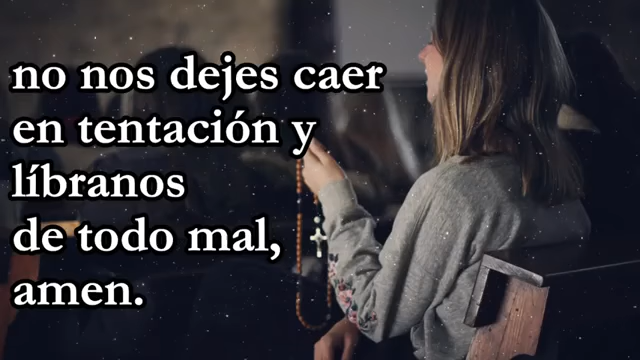 no nos dejes caer
en tentación y
líbranos
de todo mal,
amen.